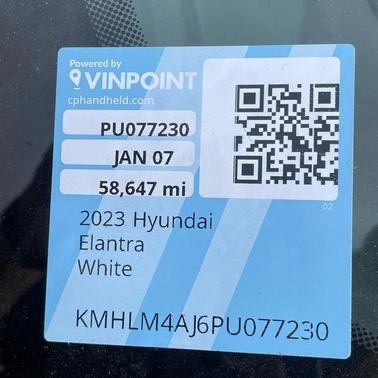 Powered by
VINPOINT
cphandheld.com
PU077230
JAN 07
58,647 mi
02
2023 Hyundai
Elantra
White
KMHLM4AJ6PU077230